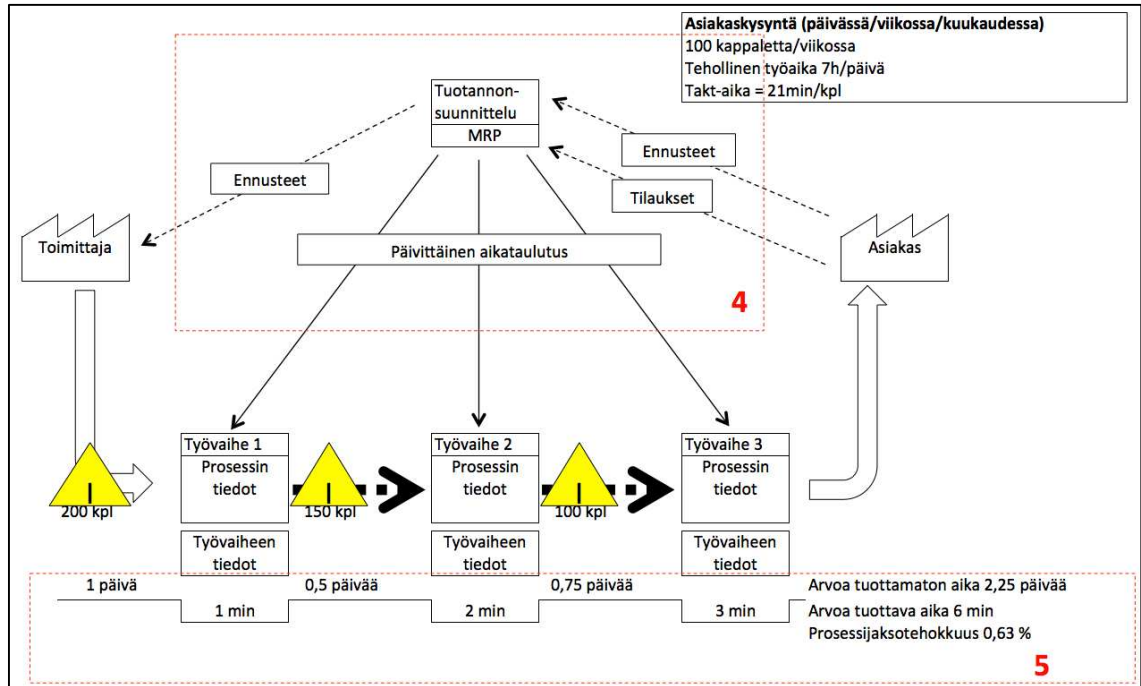 Asiakaskysyntä (päivässä/viikossa/kuukaudessa)
100 kappaletta/viikossa
Tehollinen työaika 7h/päivä
Takt-aika = 21min/kpl
Tuotannon-
suunnittelu
MRP
Ennusteet
Ennusteet
Tilaukset
Toimittaja
Päivittäinen aikataulutus
Asiakas
4
Työvaihe 1
Prosessin
tiedot
Työvaihe 2
Prosessin
tiedot
Työvaihe 3
Prosessin
tiedot
I
200 kpl
I
150 kpl
I
100 kpl
Työvaiheen
tiedot
Työvaiheen
tiedot
Työvaiheen
tiedot
1 päivä
0,5 päivää
0,75 päivää
Arvoa tuottamaton aika 2,25 päivää
1 min
2 min
3 min
Arvoa tuottava aika 6 min
Prosessijaksotehokkuus 0,63 %
5